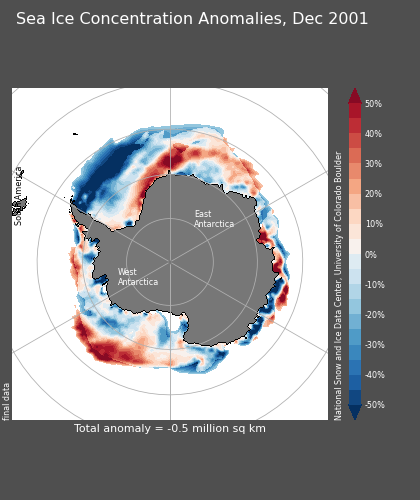 Sea Ice Concentration Anomalies, Dec 2001
South America
East
Antarctica
West
Antarctica
final data
50%
40%
30%
20%
10%
0%
-10%
-20%
-30%
-40%
-50%
National Snow and Ice Data Center, University of Colorado Boulder
Total anomaly = -0.5 million sq km